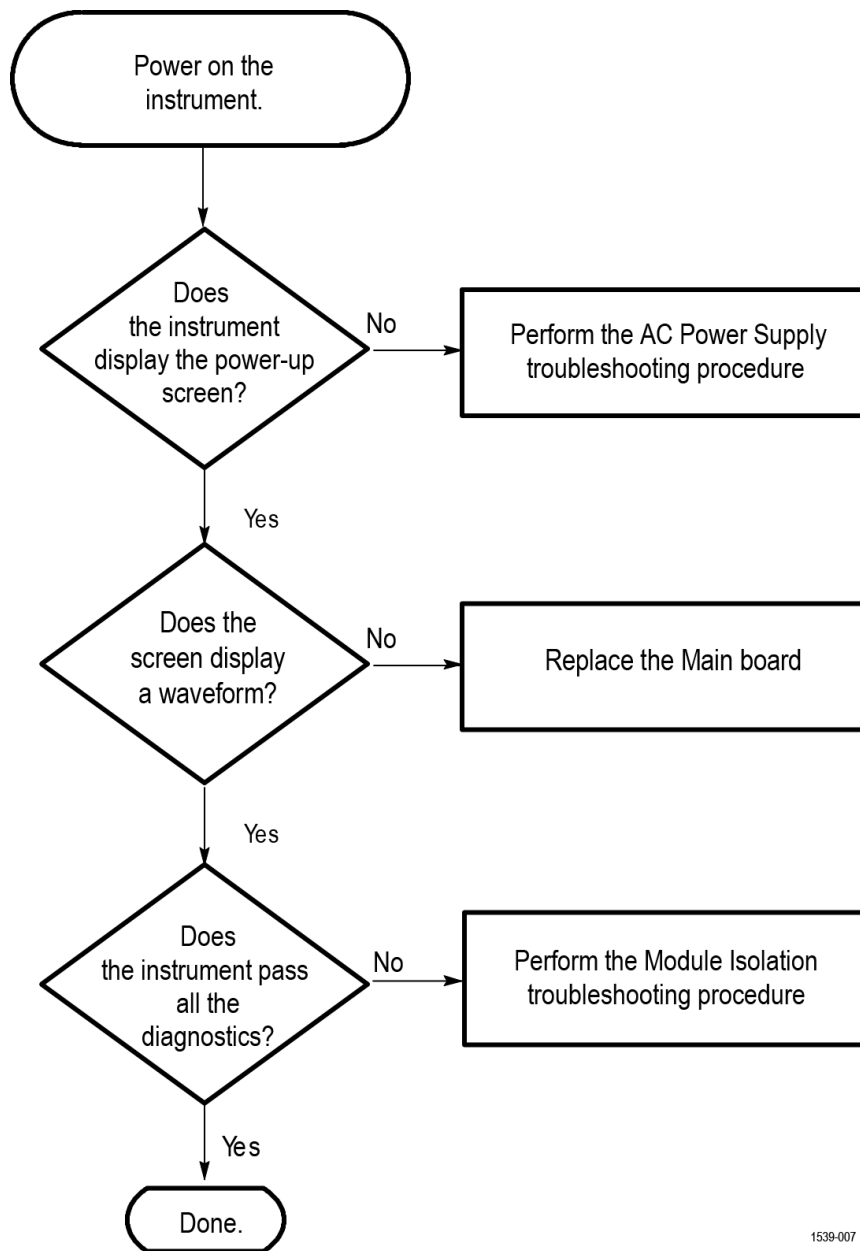 Power on the
instrument.
Does
the instrument
display the power-up
screen?
No
Perform the AC Power Supply
troubleshooting procedure
Yes
Does the
screen display
a waveform?
No
Replace the Main board
Yes
Does
the instrument pass
all the
diagnostics?
No
Perform the Module Isolation
troubleshooting procedure
Yes
Done.
1539-007